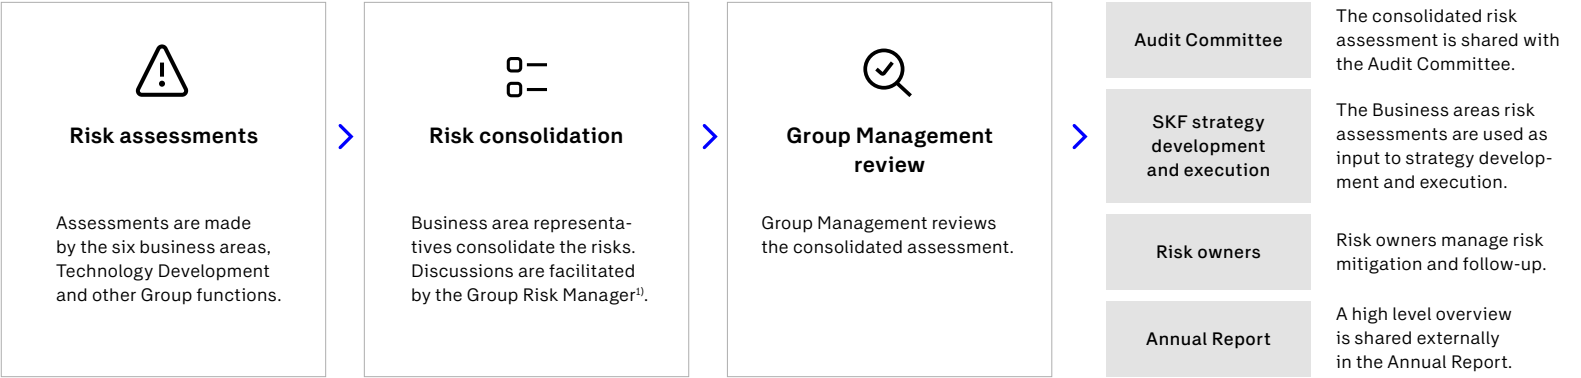 Risk assessments
Assessments are made
by the six business areas,
Technology Development
and other Group functions.
Risk consolidation
Business area representa-
tives consolidate the risks.
Discussions are facilitated
by the Group Risk Manager¹⁾.
Group Management
review
Group Management reviews
the consolidated assessment.
Audit Committee
The consolidated risk
assessment is shared with
the Audit Committee.
SKF strategy
development
and execution
The Business areas risk
assessments are used as
input to strategy develop-
ment and execution.
Risk owners
Risk owners manage risk
mitigation and follow-up.
Annual Report
A high level overview
is shared externally
in the Annual Report.